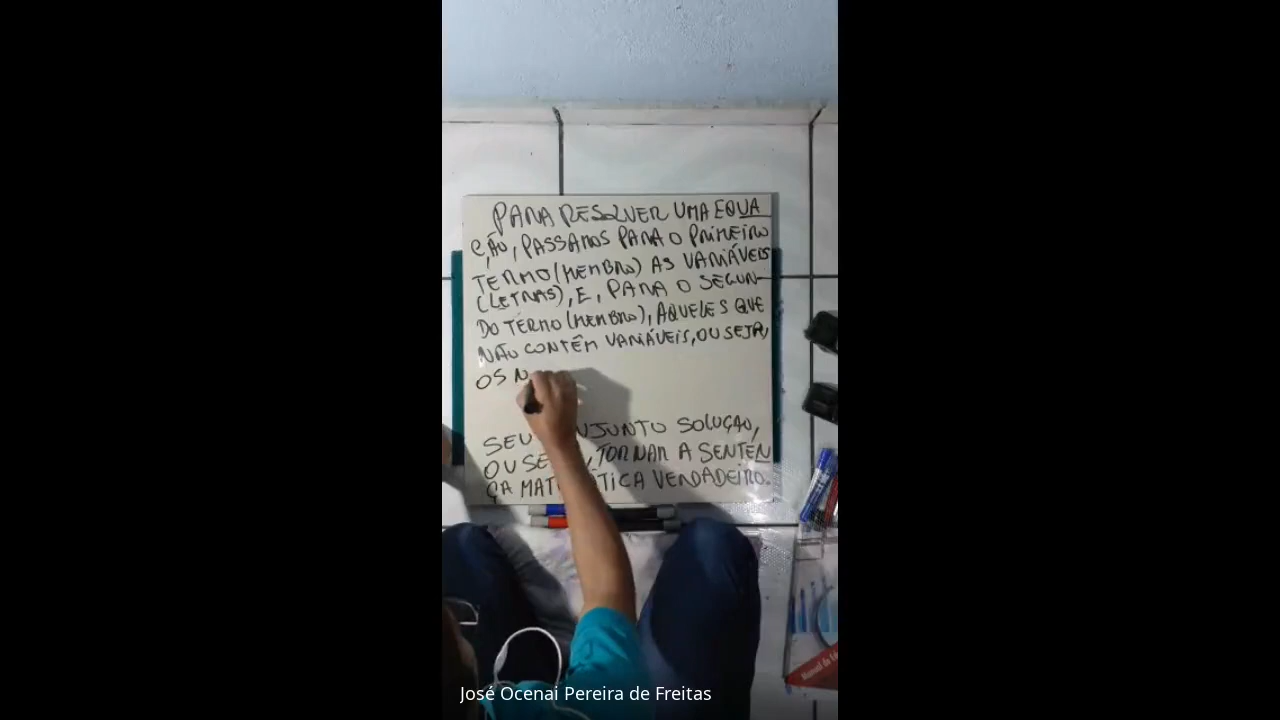 PARA RESOLVER UMA EQUA
ÇÃO, PASSAMOS PARA O PRIMEIRO
TERMO (MEMBRO) AS VARIÁVEIS
(LETRAS), E, PARA O SEGUN-
DO TERMO (MEMBRO), AQUELES QUE
NÃO CONTÊM VARIÁVEIS, OU SEJA,
OS N
SEU NJUNTO SOLUÇÃO,
OU SE , TORNAR A SENTEN
ÇA MAT TICA VERDADEIRO.
José Ocenai Pereira de Freitas